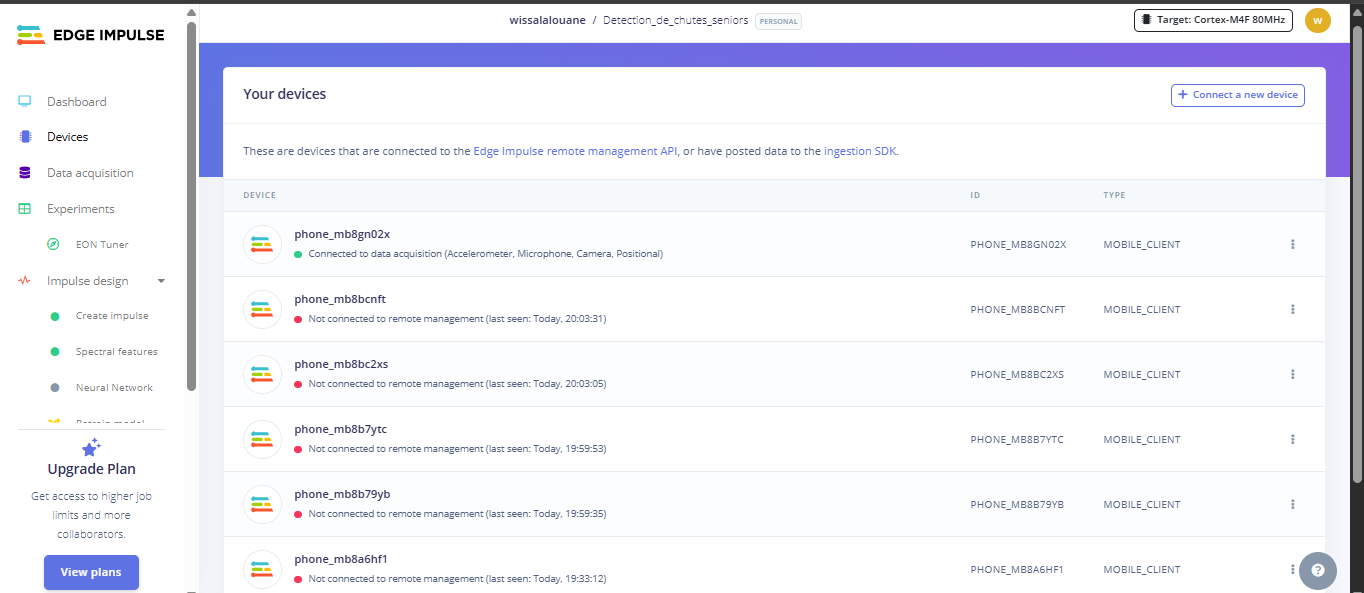 EDGE IMPULSE
wissalalouane / Detection_de_chutes_seniors PERSONAL
Target: Cortex-M4F 80MHz
w
Dashboard
Devices
Data acquisition
Experiments
EON Tuner
Impulse design
Create impulse
Spectral features
Neural Network
Retrain model
Upgrade Plan
Get access to higher job
limits and more
collaborators.
View plans
Your devices
+ Connect a new device
These are devices that are connected to the Edge Impulse remote management API, or have posted data to the ingestion SDK.
DEVICE ID TYPE
phone_mb8gn02x
Connected to data acquisition (Accelerometer, Microphone, Camera, Positional)
PHONE_MB8GN02X MOBILE_CLIENT
phone_mb8bcnft
Not connected to remote management (last seen: Today, 20:03:31)
PHONE_MB8BCNFT MOBILE_CLIENT
phone_mb8bc2xs
Not connected to remote management (last seen: Today, 20:03:05)
PHONE_MB8BC2XS MOBILE_CLIENT
phone_mb8b7ytc
Not connected to remote management (last seen: Today, 19:59:53)
PHONE_MB8B7YTC MOBILE_CLIENT
phone_mb8b79yb
Not connected to remote management (last seen: Today, 19:59:35)
PHONE_MB8B79YB MOBILE_CLIENT
phone_mb8a6hf1
Not connected to remote management (last seen: Today, 19:33:12)
PHONE_MB8A6HF1 MOBILE_CLIENT
?